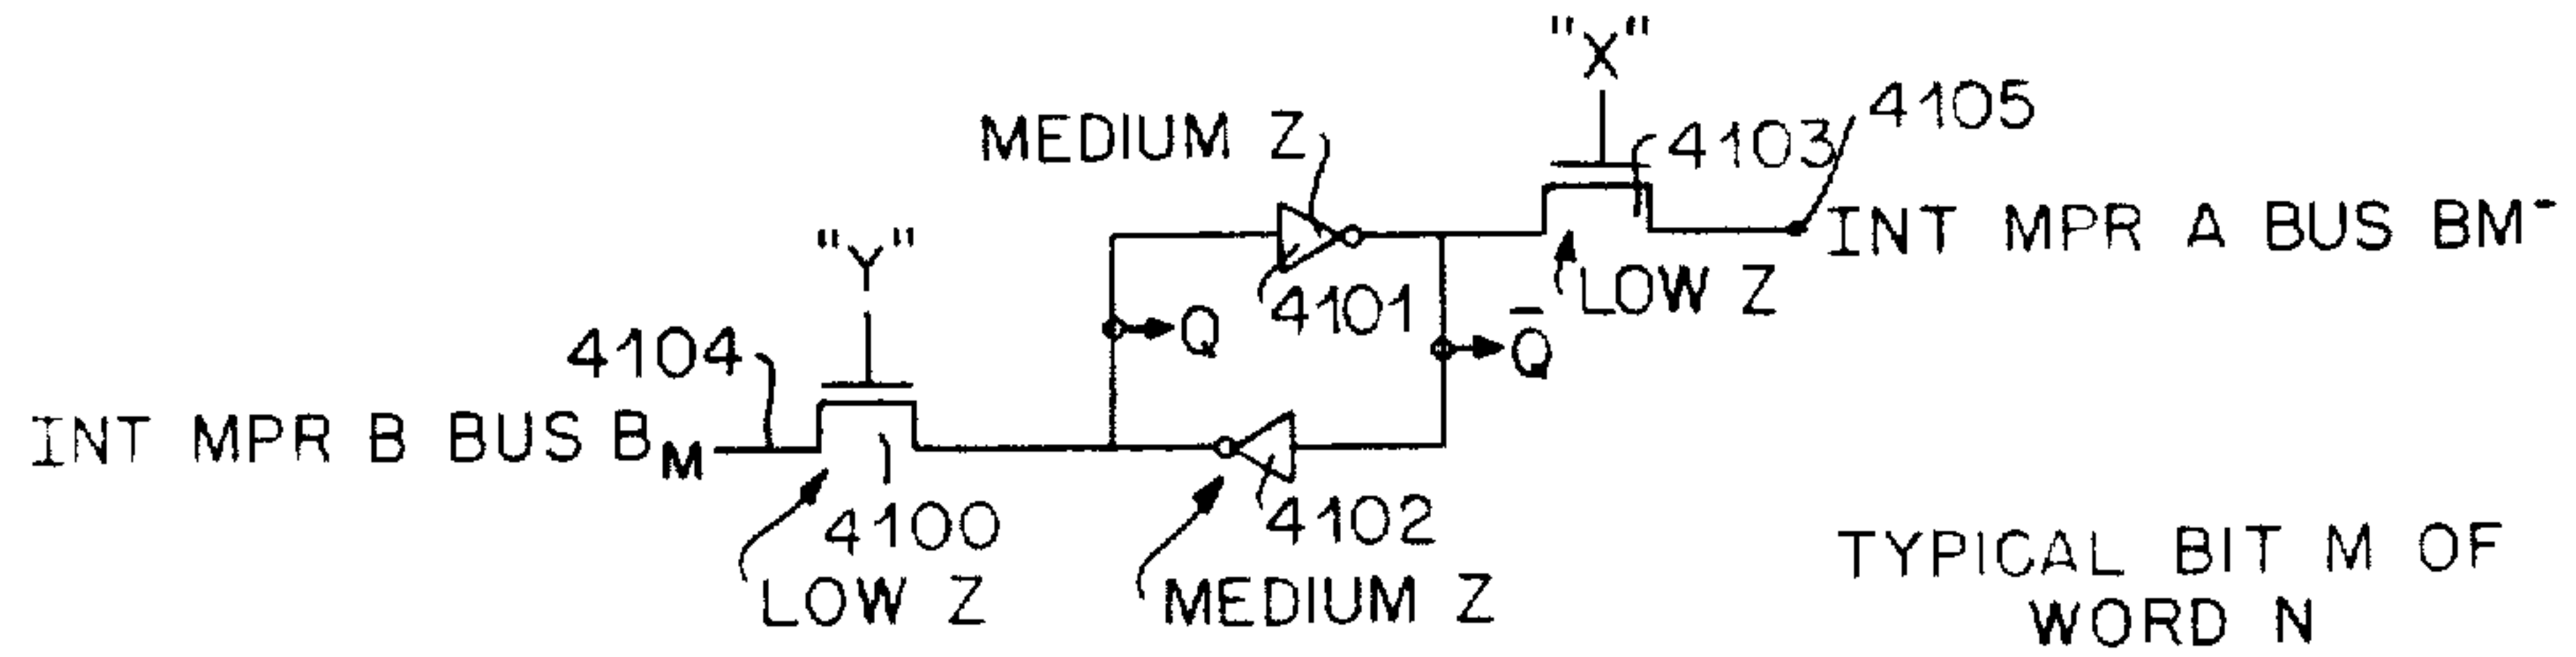 "X"
4105
MEDIUM Z
4103
"Y"
INT MPR A BUS BM-
4101
LOW Z
Q
Q̅
4104
INT MPR B BUS BM
4100
4102
LOW Z
MEDIUM Z
TYPICAL BIT M OF
WORD N